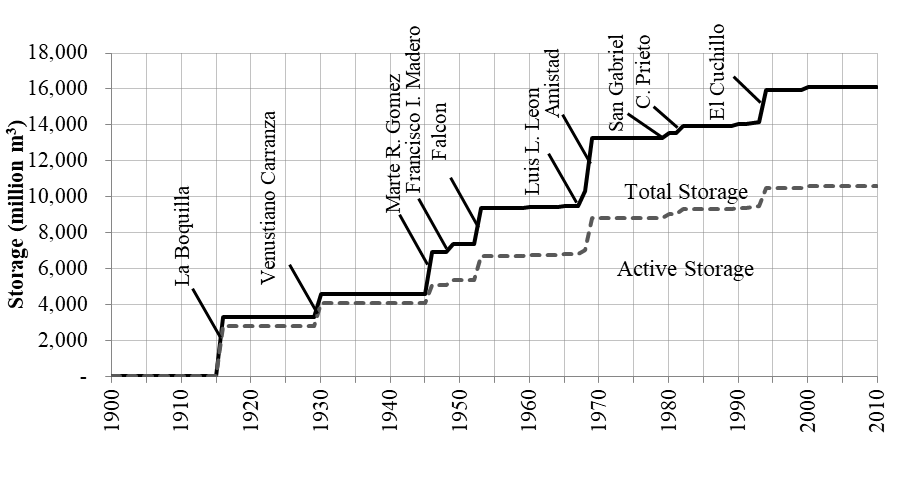 18,000
16,000
14,000
12,000
10,000
8,000
6,000
4,000
2,000
-
Storage (million m³)
La Boquilla
Venustiano Carranza
Marte R. Gomez
Francisco I. Madero
Falcon
Luis L. Leon
Amistad
San Gabriel
C. Prieto
El Cuchillo
Total Storage
Active Storage
1900
1910
1920
1930
1940
1950
1960
1970
1980
1990
2000
2010